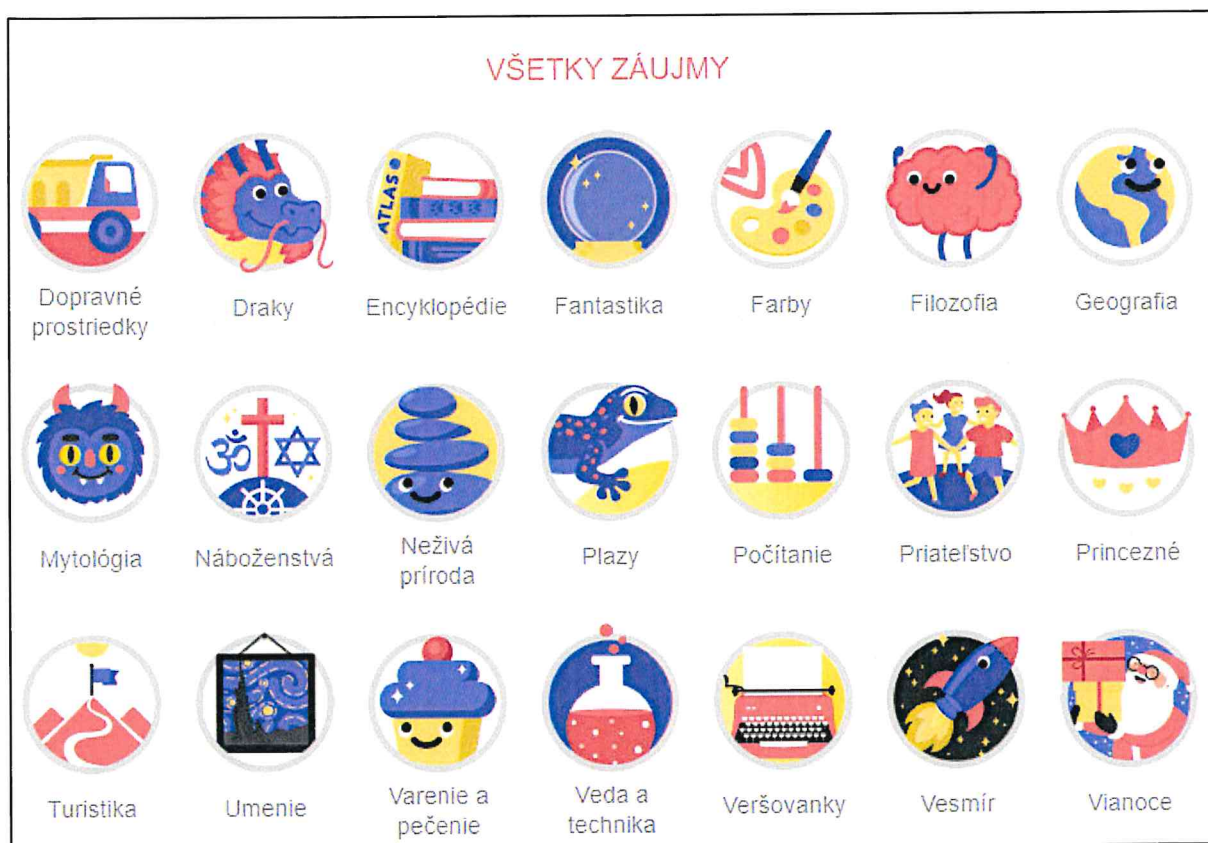 VŠETKY ZÁUJMY
ATLAS
Dopravné
prostriedky
Draky
Encyklopédie
Fantastika
Farby
Filozofia
Geografia
Mytológia
Náboženstvá
Neživá
príroda
Plazy
Počítanie
Priateľstvo
Princezné
Turistika
Umenie
Varenie a
pečenie
Veda a
technika
Veršovanky
Vesmír
Vianoce